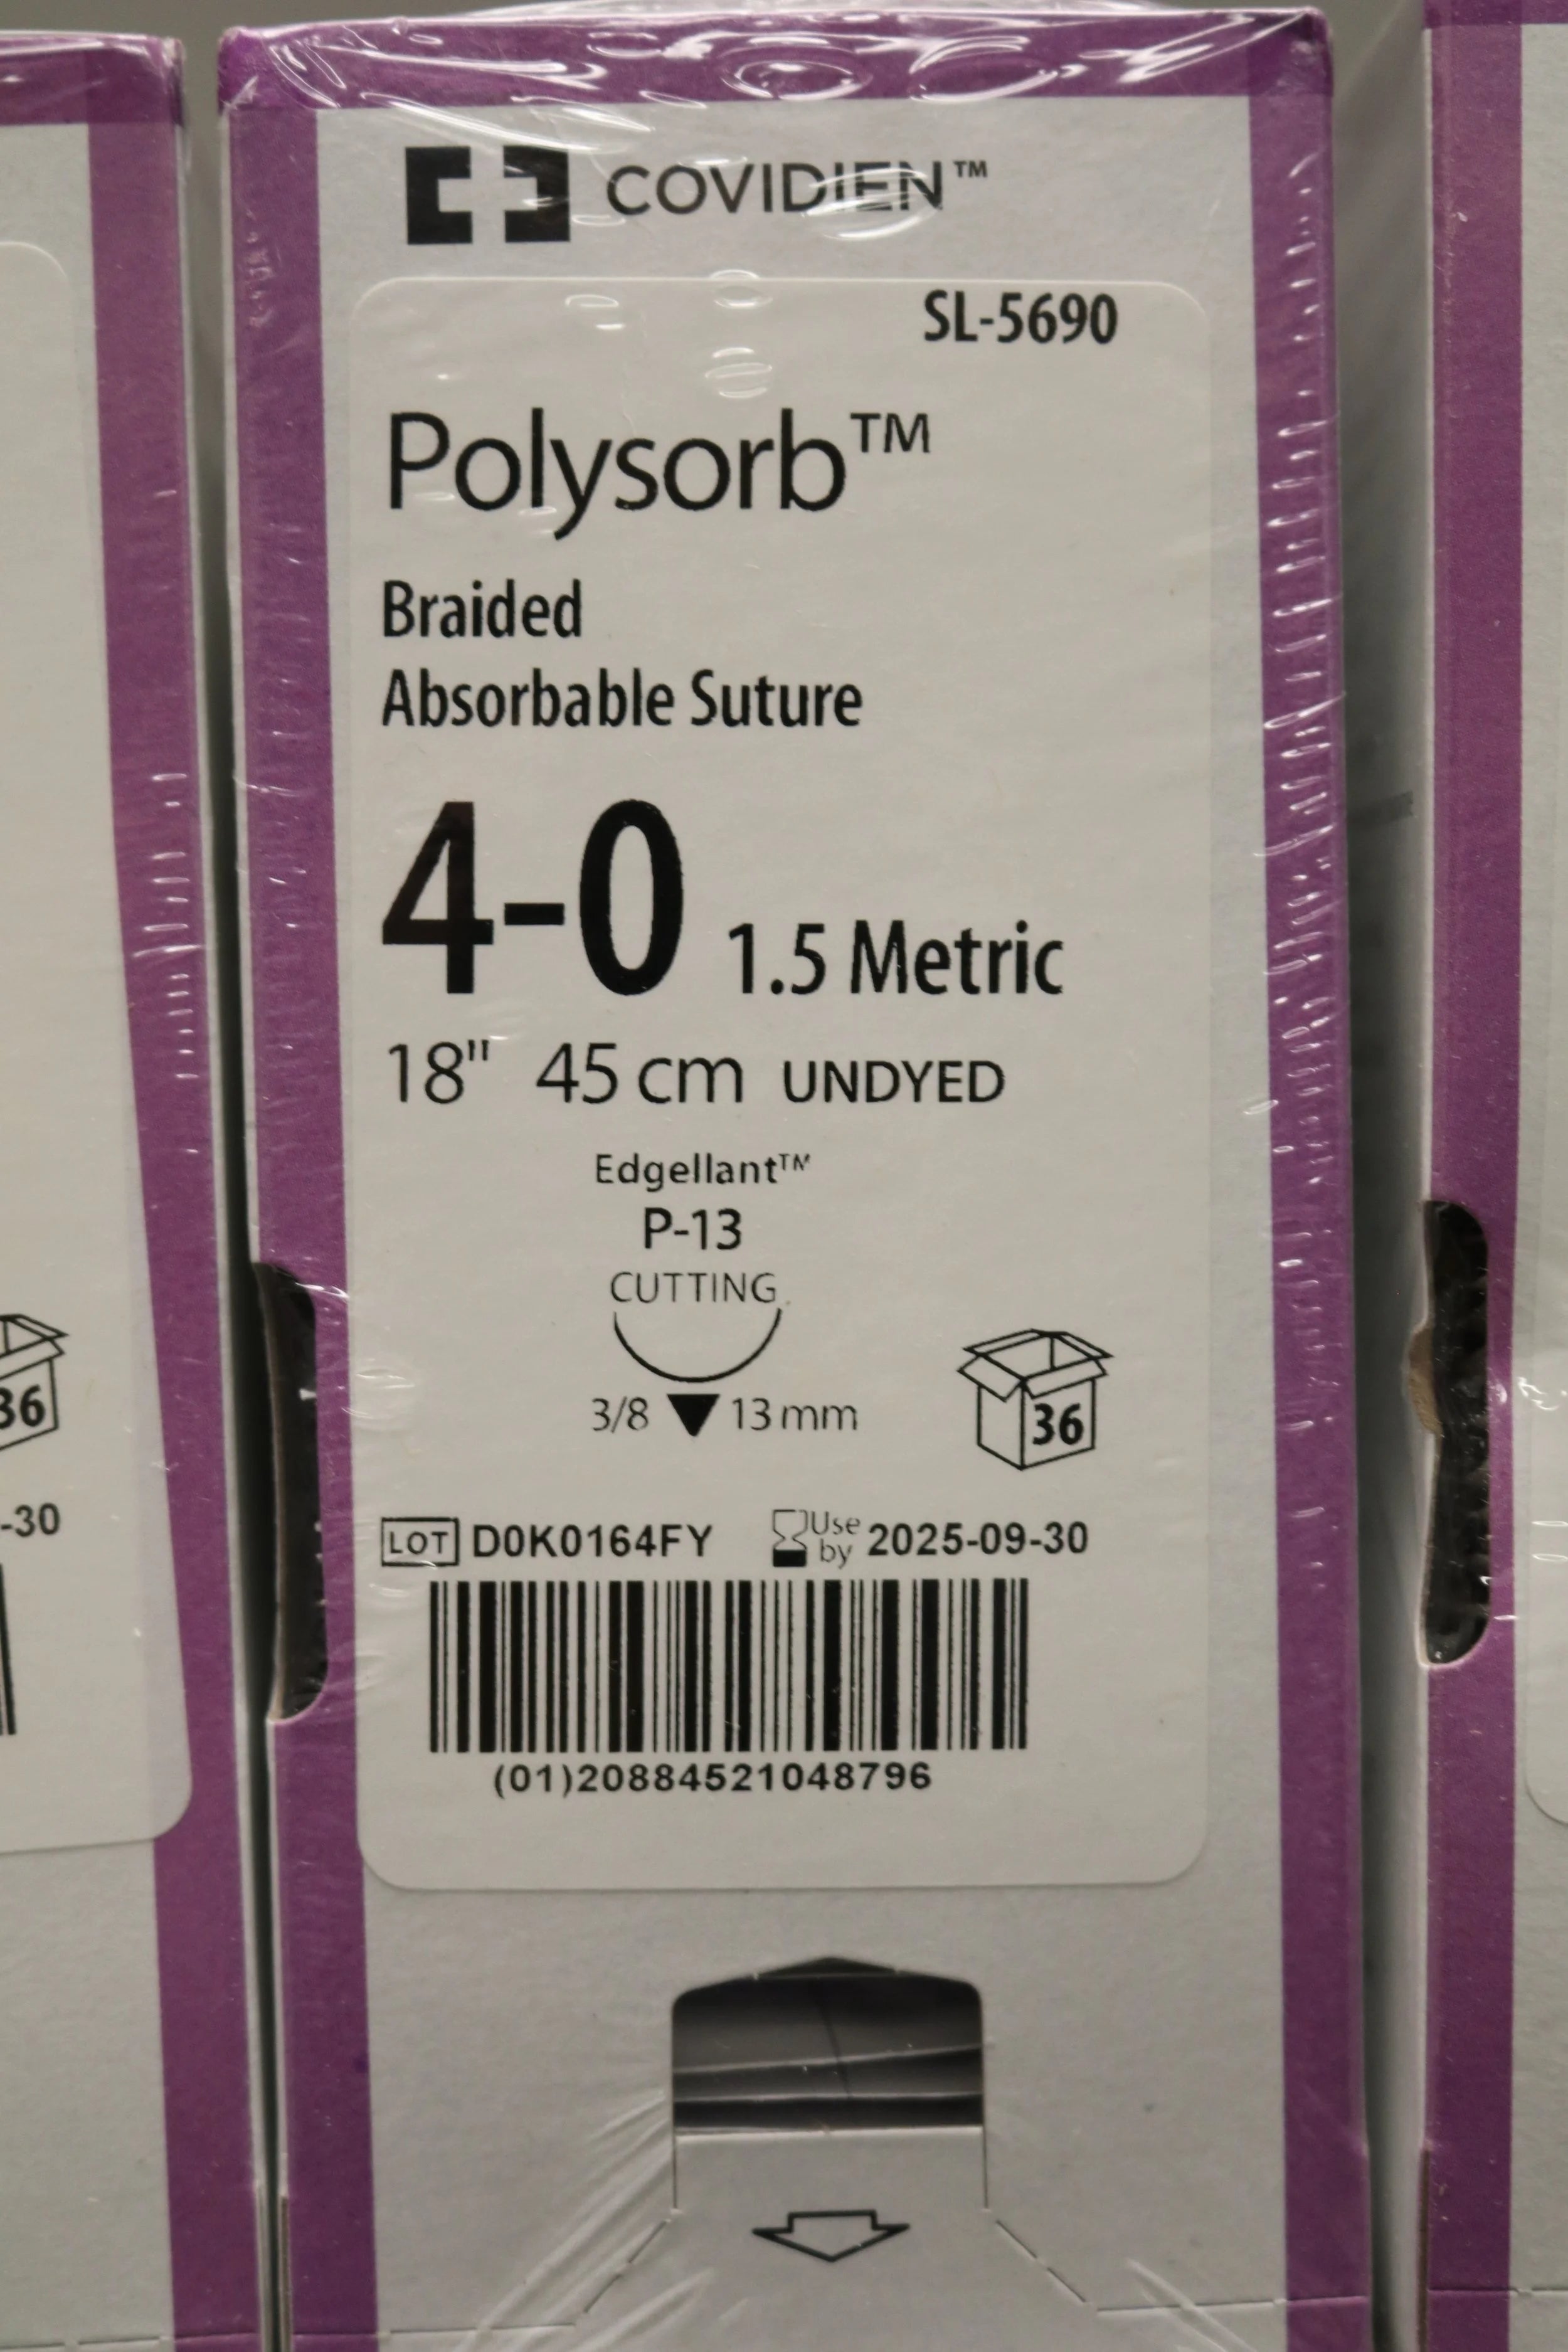 COVIDIEN™
SL-5690
Polysorb™
Braided
Absorbable Suture
4-0 1.5 Metric
18" 45 cm UNDYED
Edgellant™
P-13
CUTTING
3/8 13 mm
36
36
LOT D0K0164FY Use by 2025-09-30
-30
(01)20884521048796